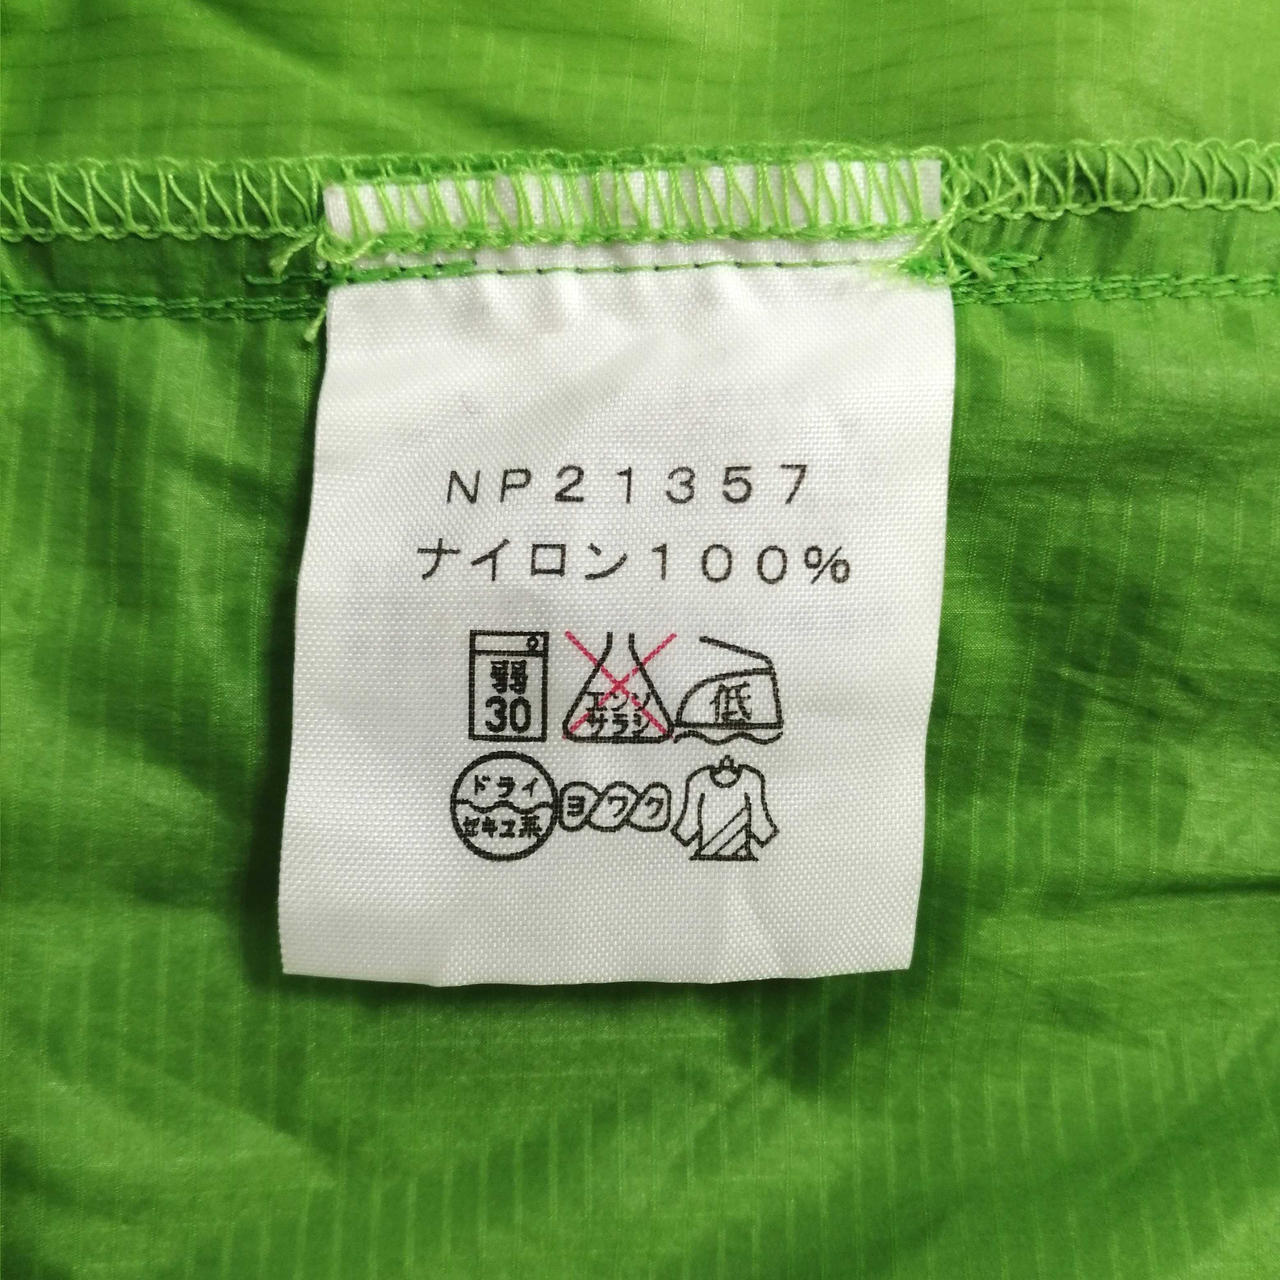 NP21357
ナイロン100%
弱
30
エンソ
サラシ
低
ドライ
セキユ系
ヨワク